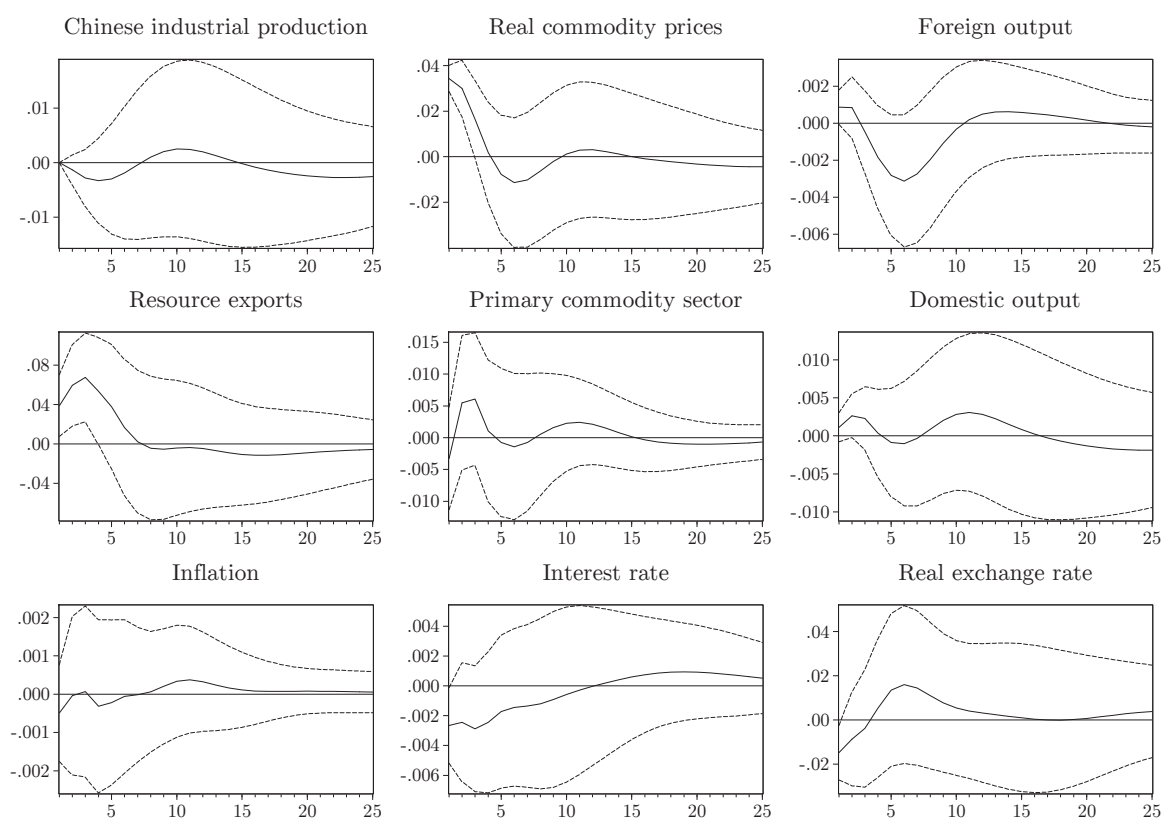 Chinese industrial production
Real commodity prices
Foreign output
.01
.00
-.01
5 10 15 20 25
.04
.02
.00
-.02
5 10 15 20 25
.002
.000
-.002
-.004
-.006
5 10 15 20 25
Resource exports
Primary commodity sector
Domestic output
.08
.04
.00
-.04
5 10 15 20 25
.015
.010
.005
.000
-.005
-.010
5 10 15 20 25
.010
.005
.000
-.005
-.010
5 10 15 20 25
Inflation
Interest rate
Real exchange rate
.002
.001
.000
-.001
-.002
5 10 15 20 25
.004
.002
.000
-.002
-.004
-.006
5 10 15 20 25
.04
.02
.00
-.02
5 10 15 20 25